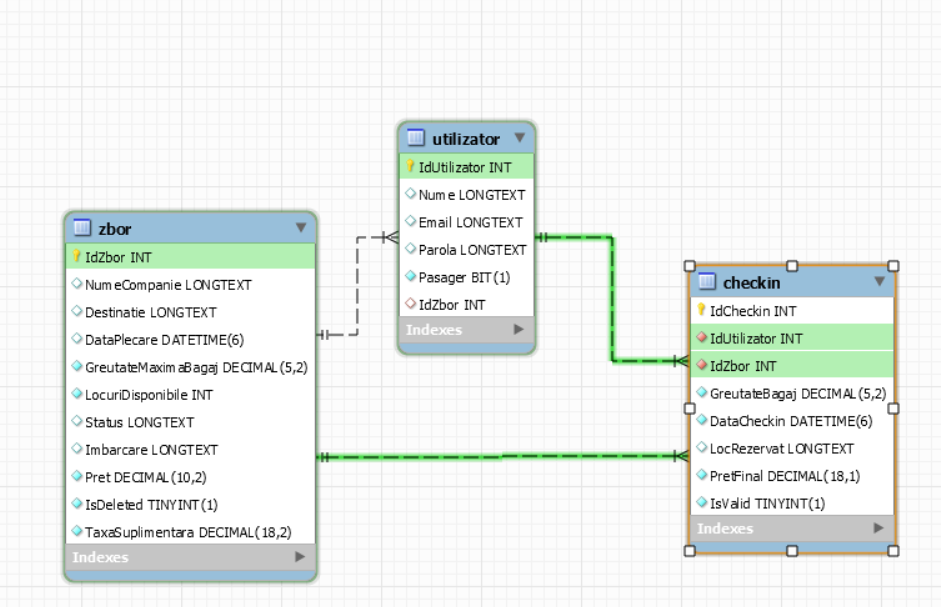 utilizator
IdUtilizator INT
Nume LONGTEXT
Email LONGTEXT
Parola LONGTEXT
Pasager BIT(1)
IdZbor INT
Indexes
zbor
IdZbor INT
NumeCompanie LONGTEXT
Destinatie LONGTEXT
DataPlecare DATETIME(6)
GreutateMaximaBagaj DECIMAL(5,2)
LocuriDisponibile INT
Status LONGTEXT
Imbarcare LONGTEXT
Pret DECIMAL(10,2)
IsDeleted TINYINT(1)
TaxaSuplimentara DECIMAL(18,2)
Indexes
checkin
IdCheckin INT
IdUtilizator INT
IdZbor INT
GreutateBagaj DECIMAL(5,2)
DataCheckin DATETIME(6)
LocRezervat LONGTEXT
PretFinal DECIMAL(18,1)
IsValid TINYINT(1)
Indexes